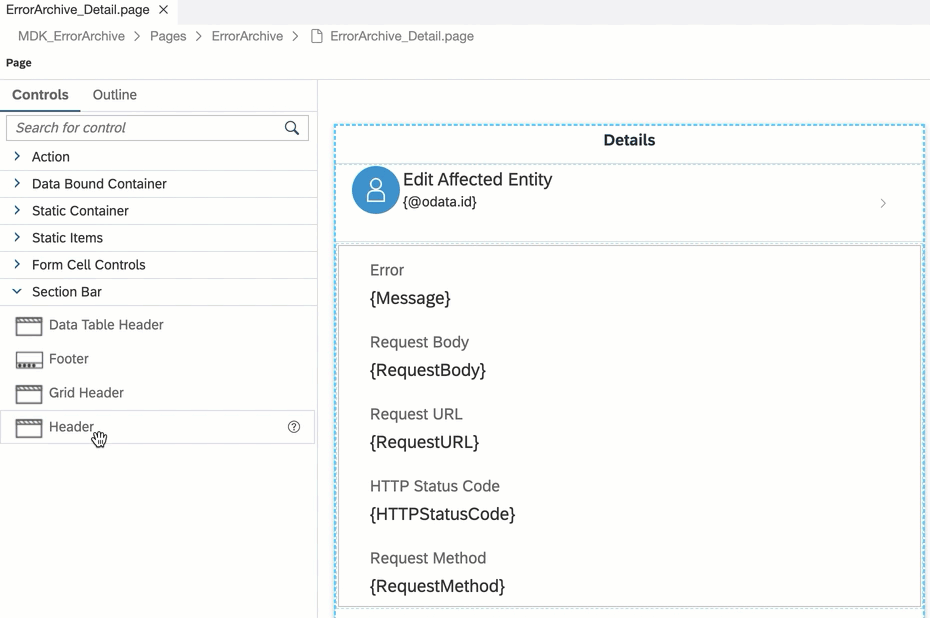 ErrorArchive_Detail.page ×
MDK_ErrorArchive > Pages > ErrorArchive > ErrorArchive_Detail.page
Page
Controls Outline
Search for control
Action
Data Bound Container
Static Container
Static Items
Form Cell Controls
Section Bar
Data Table Header
Footer
Grid Header
Header
Details
Edit Affected Entity
{@odata.id}
Error
{Message}
Request Body
{RequestBody}
Request URL
{RequestURL}
HTTP Status Code
{HTTPStatusCode}
Request Method
{RequestMethod}